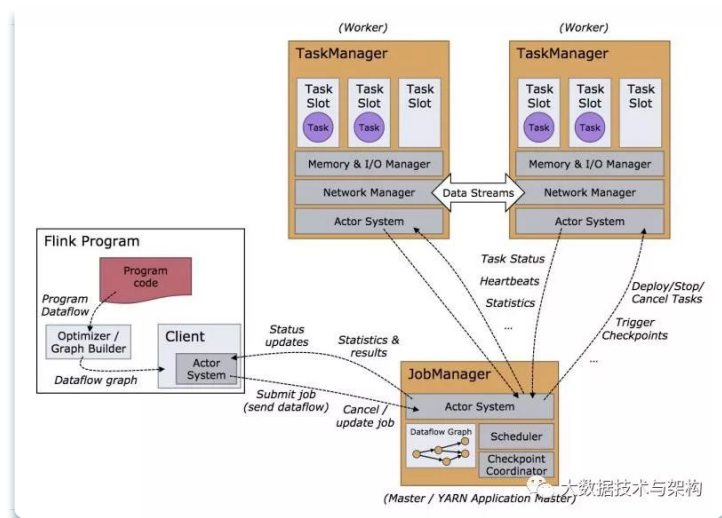 (Worker)
(Worker)
TaskManager
TaskManager
Task
Slot
Task
Slot
Task
Slot
Task
Slot
Task
Slot
Task
Slot
Task
Task
Task
Task
Memory & I/O Manager
Memory & I/O Manager
Network Manager
Data Streams
Network Manager
Actor System
Actor System
Flink Program
Program
code
Program
Dataflow
Optimizer /
Graph Builder
Dataflow graph
Client
Actor
System
Status
updates
Statistics &
results
Submit job
(send dataflow)
Cancel /
update job
Task Status
Heartbeats
Statistics
...
Deploy/Stop/
Cancel Tasks
Trigger
Checkpoints
...
JobManager
Actor System
Dataflow Graph
Scheduler
Checkpoint
Coordinator
(Master / YARN Application Master)
大数据技术与架构